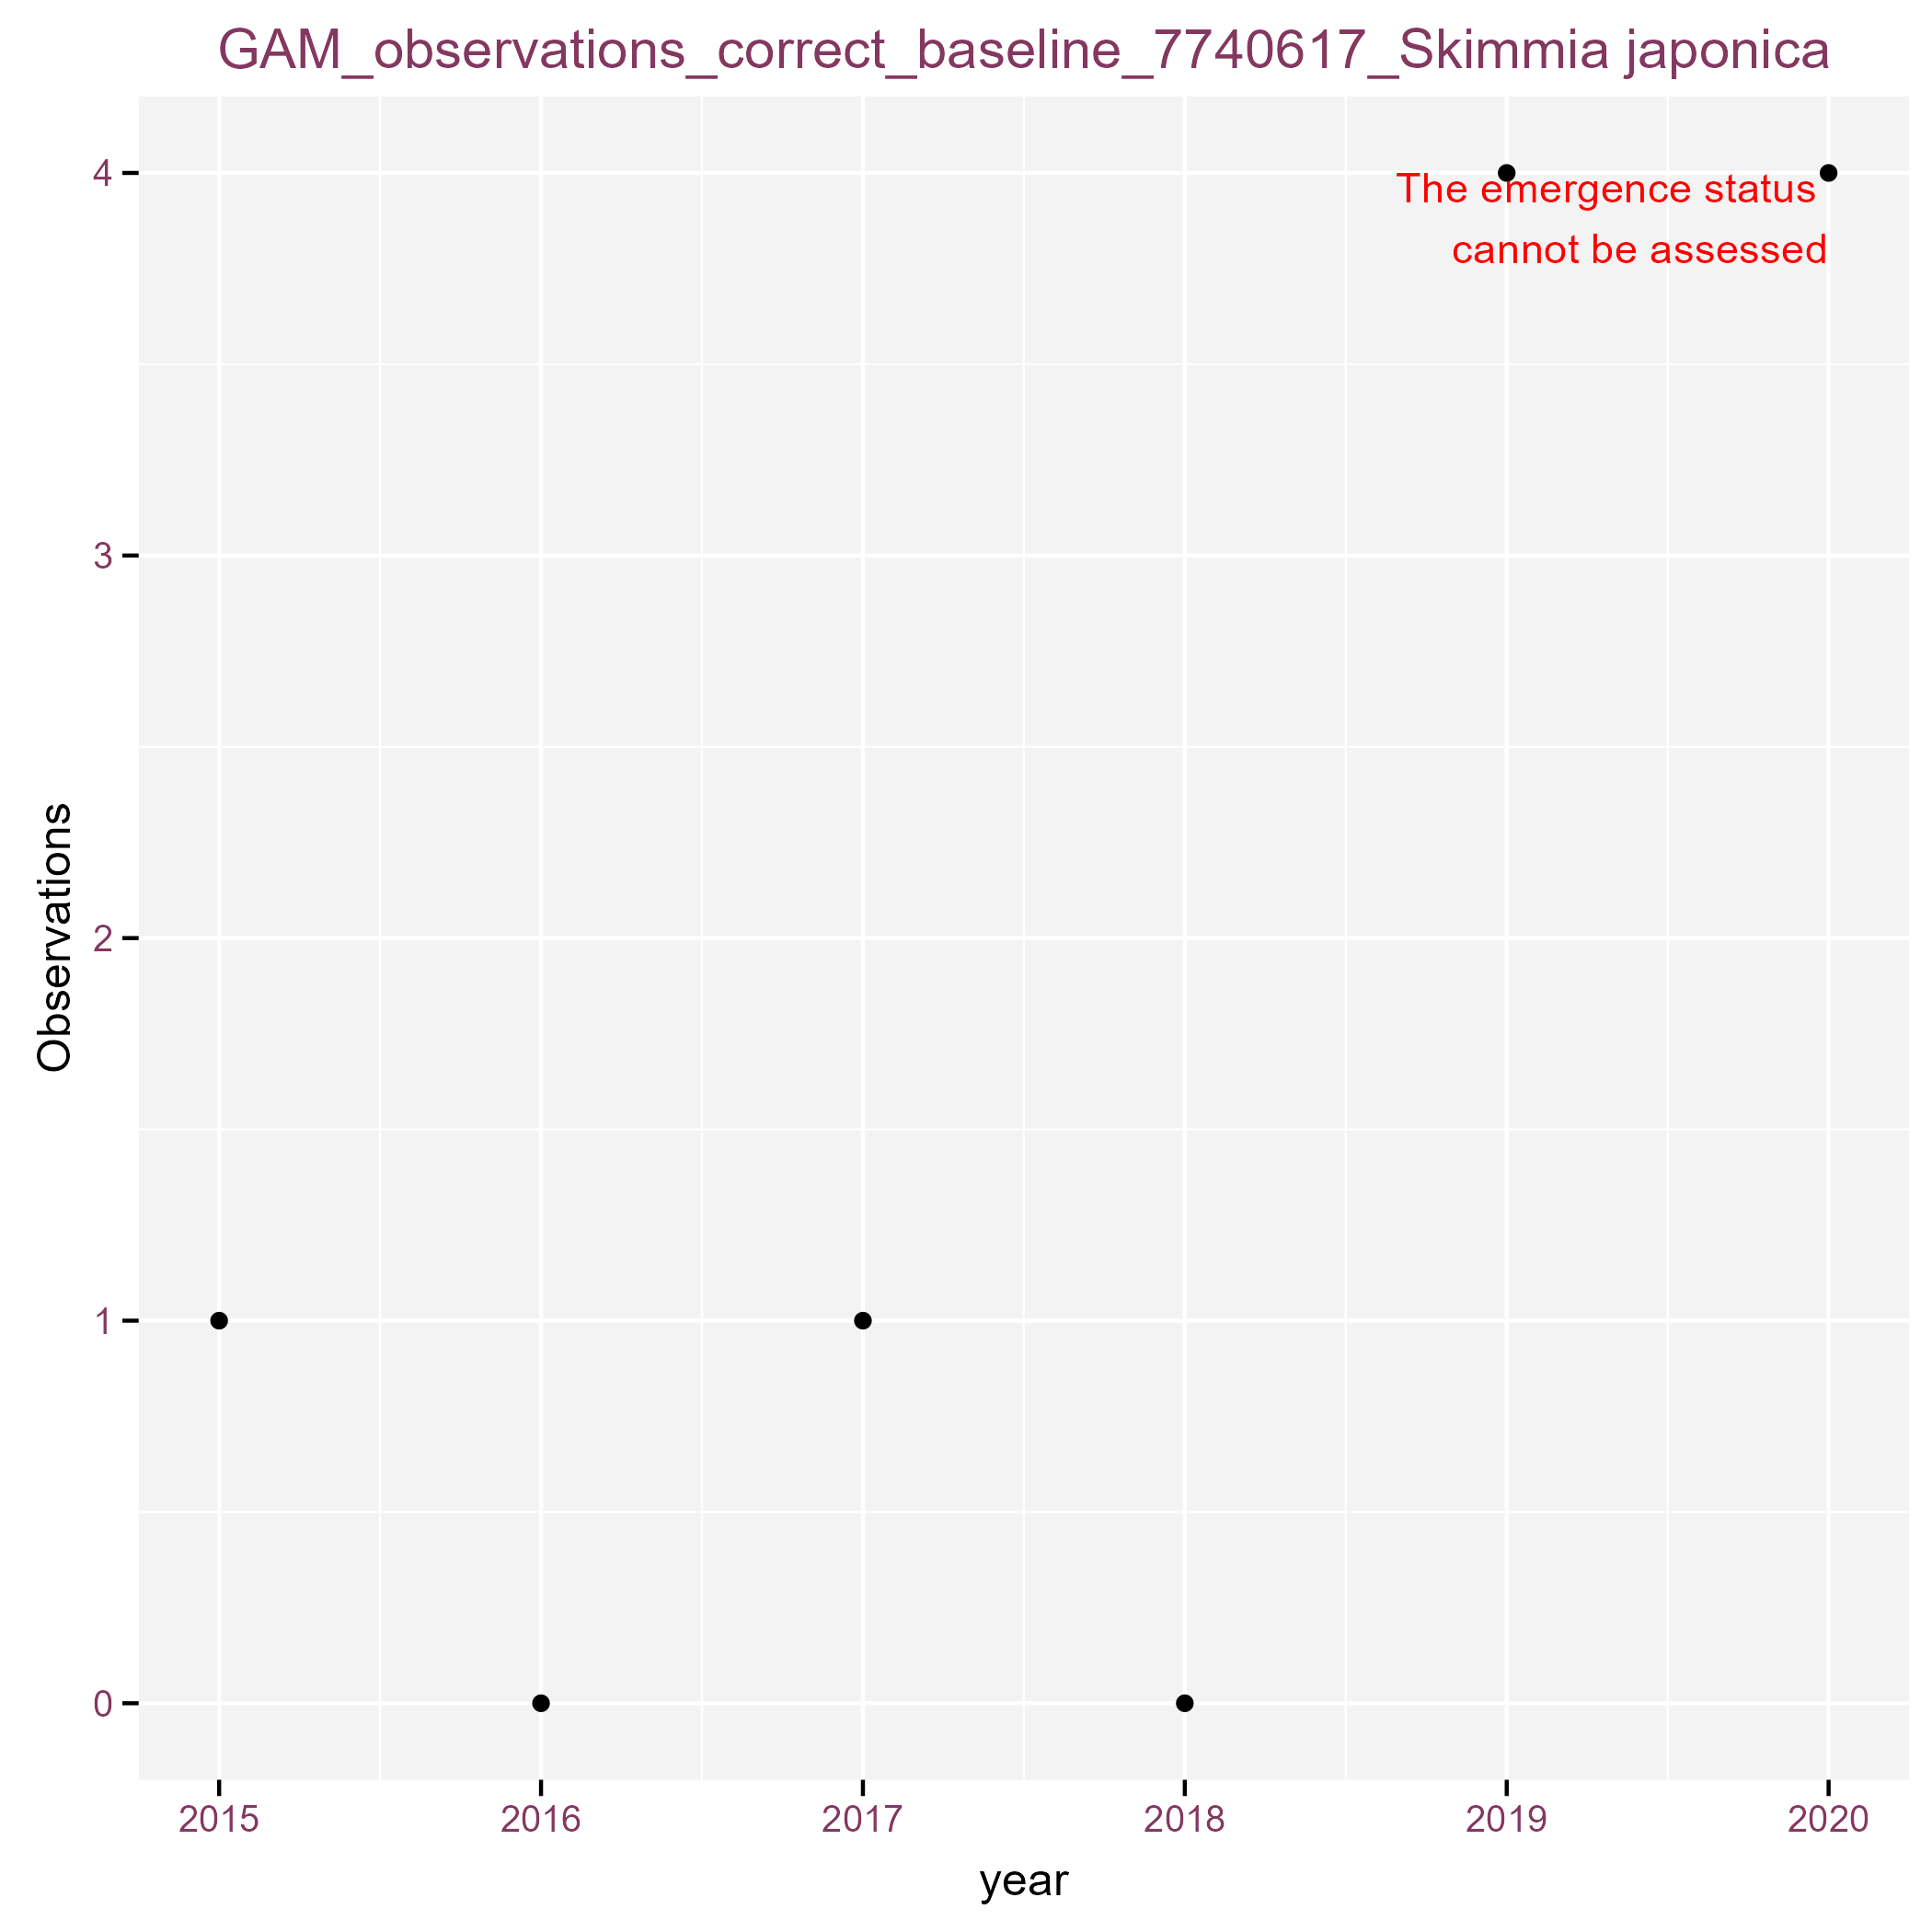 GAM_observations_correct_baseline_7740617_Skimmia japonica
4
The emergence status
cannot be assessed
3
Observations
2
1
0
2015 2016 2017 2018 2019 2020
year